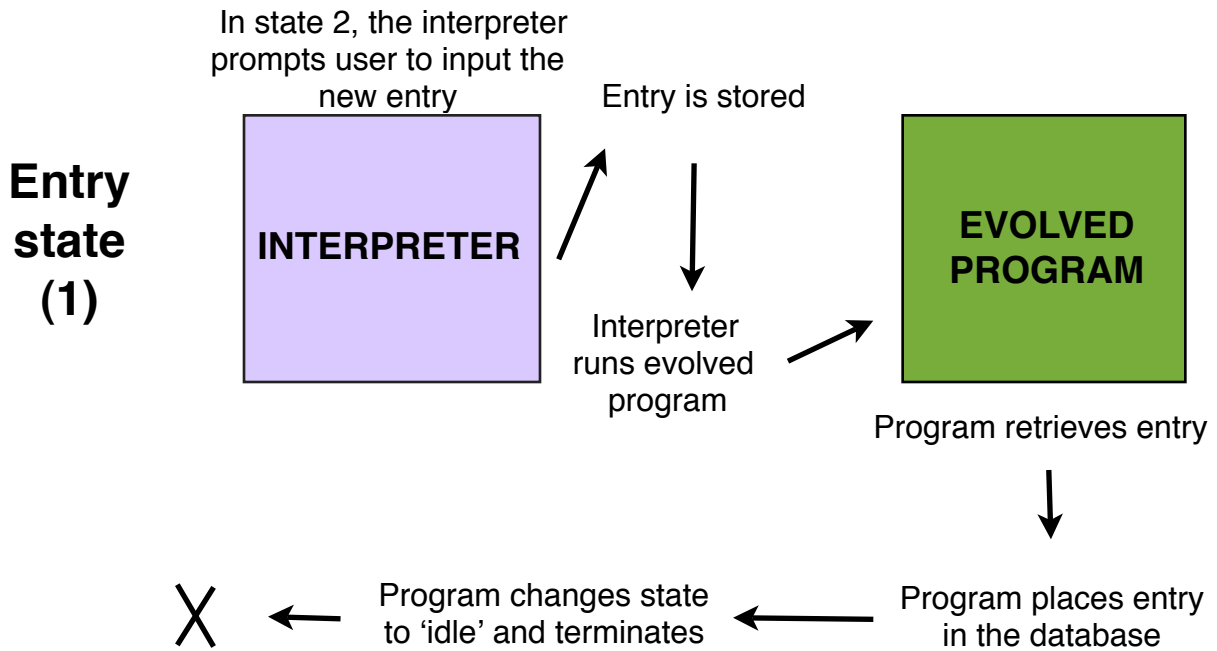 In state 2, the interpreter
prompts user to input the
new entry
Entry is stored
Entry
state
(1)
INTERPRETER
EVOLVED
PROGRAM
Interpreter
runs evolved
program
Program retrieves entry
Program places entry
in the database
Program changes state
to ‘idle’ and terminates